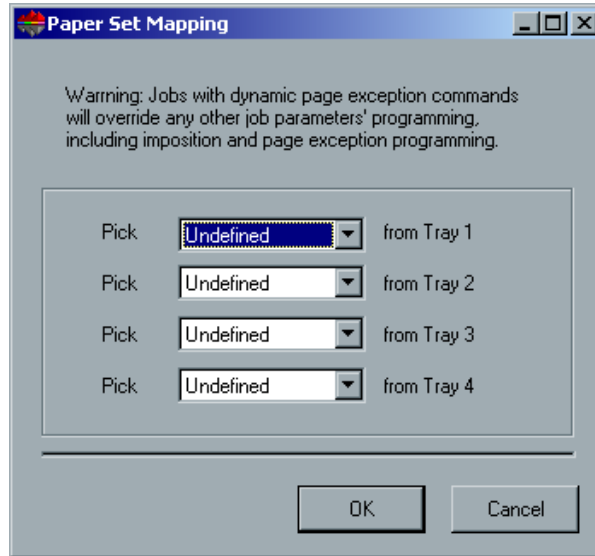 Paper Set Mapping
Warrning: Jobs with dynamic page exception commands
will override any other job parameters' programming,
including imposition and page exception programming.
Pick Undefined from Tray 1
Pick Undefined from Tray 2
Pick Undefined from Tray 3
Pick Undefined from Tray 4
OK Cancel